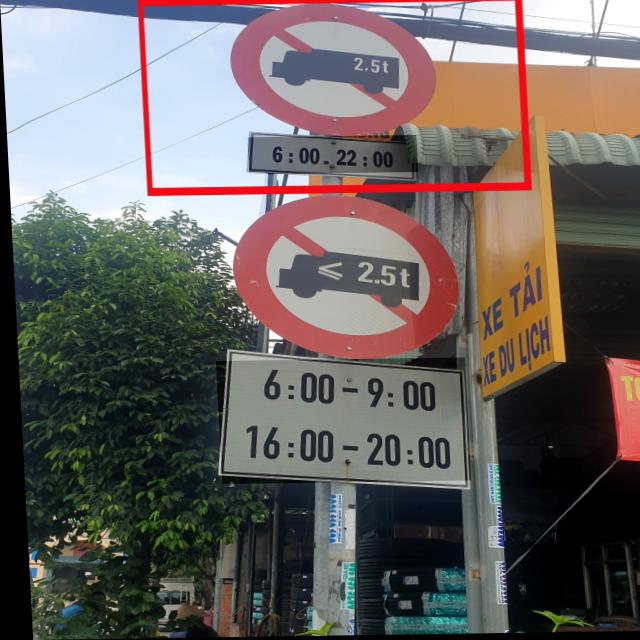 2.5t
6:00-22:00
≤ 2.5t
6:00-9:00
16:00-20:00
XE TẢI
XE DU LỊCH